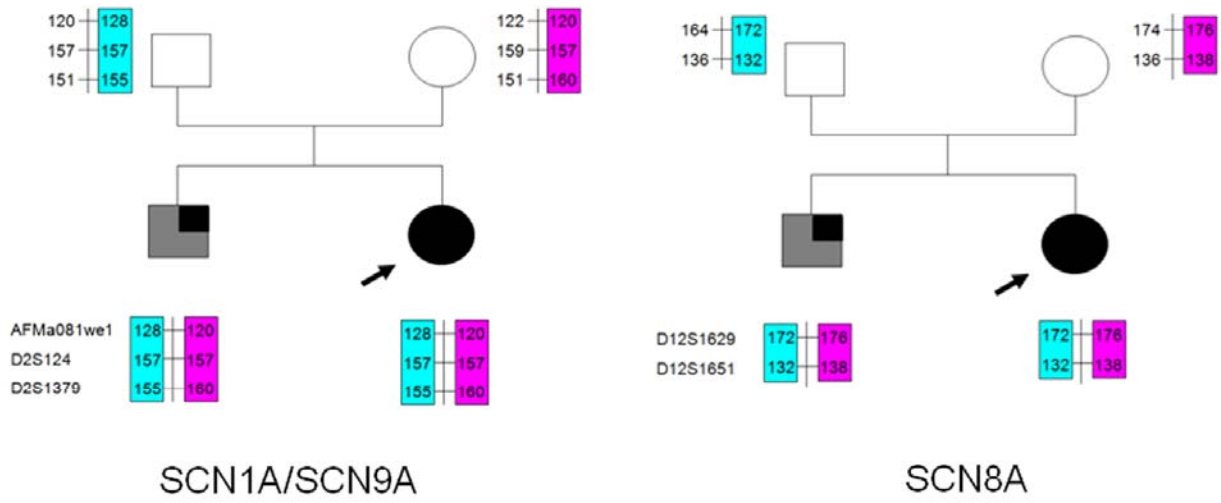 120 128
157 157
151 155
122 120
159 157
151 160
AFMa081we1 128 120
D2S124 157 157
D2S1379 155 160
128 120
157 157
155 160
SCN1A/SCN9A
164 172
136 132
174 176
136 138
D12S1629 172 176
D12S1651 132 138
172 176
132 138
SCN8A